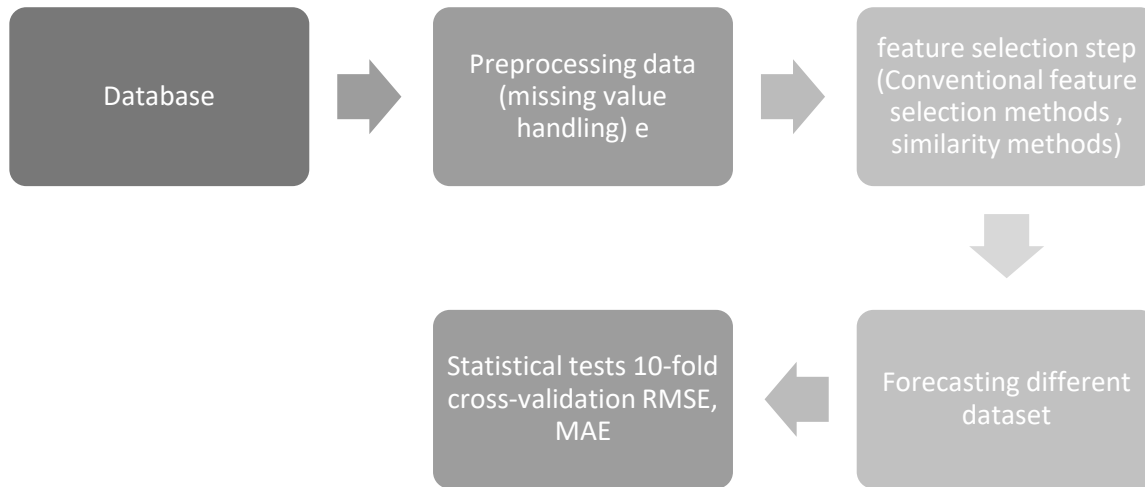 Database
Preprocessing data
(missing value
handling) e
feature selection step
(Conventional feature
selection methods ,
similarity methods)
Forecasting different
dataset
Statistical tests 10-fold
cross-validation RMSE,
MAE